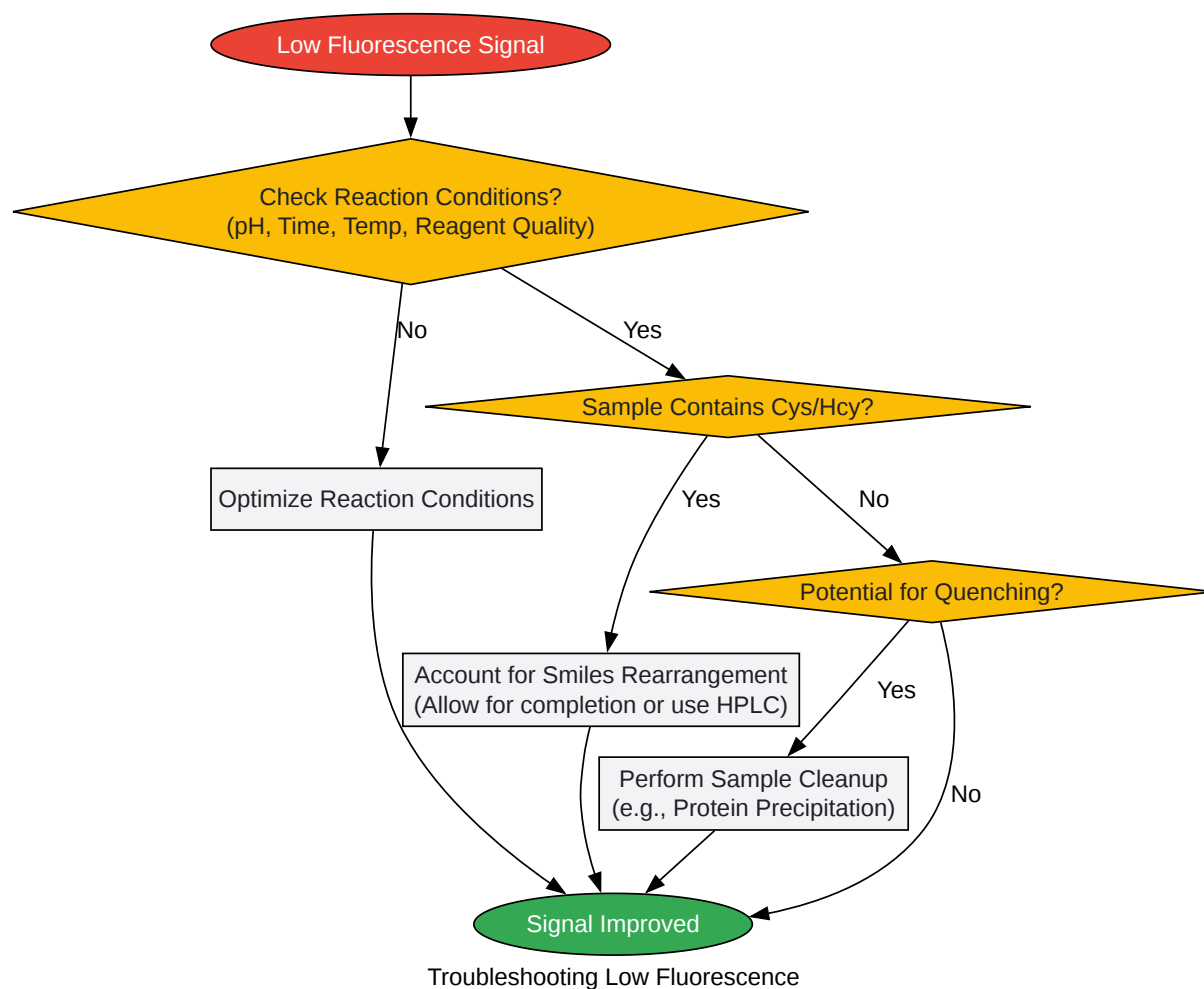 Low Fluorescence Signal
Check Reaction Conditions?
(pH, Time, Temp, Reagent Quality)
No
Yes
Sample Contains Cys/Hcy?
Optimize Reaction Conditions
Yes
No
Potential for Quenching?
Account for Smiles Rearrangement
(Allow for completion or use HPLC)
Yes
Perform Sample Cleanup
(e.g., Protein Precipitation)
No
Signal Improved
Troubleshooting Low Fluorescence